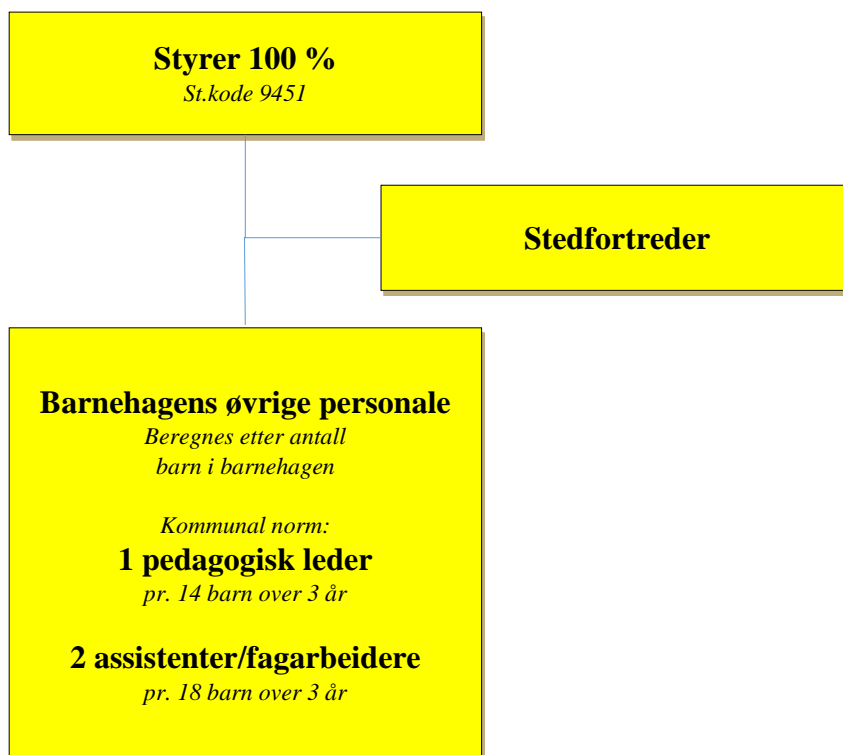 Styrer 100 %
St.kode 9451
Stedfortreder
Barnehagens øvrige personale
Beregnes etter antall
barn i barnehagen
Kommunal norm:
1 pedagogisk leder
pr. 14 barn over 3 år
2 assistenter/fagarbeidere
pr. 18 barn over 3 år